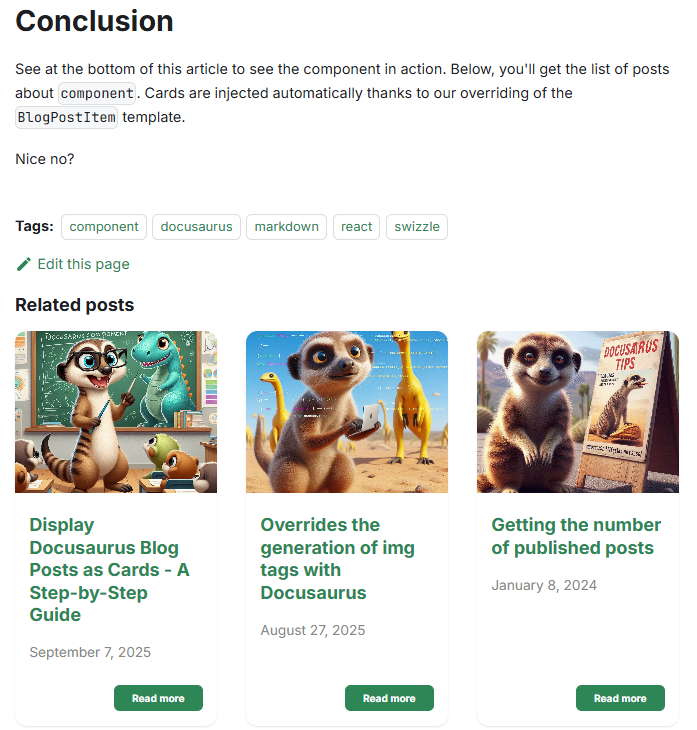 Conclusion
See at the bottom of this article to see the component in action. Below, you'll get the list of posts
about component. Cards are injected automatically thanks to our overriding of the
BlogPostItem template.
Nice no?
Tags: component docusaurus markdown react swizzle
Edit this page
Related posts
DOCUSAURUS COMPONENT
DOCUSARUS
TIPS
Display
Docusaurus Blog
Posts as Cards - A
Step-by-Step
Guide
September 7, 2025
Read more
Overrides the
generation of img
tags with
Docusaurus
August 27, 2025
Read more
Getting the number
of published posts
January 8, 2024
Read more